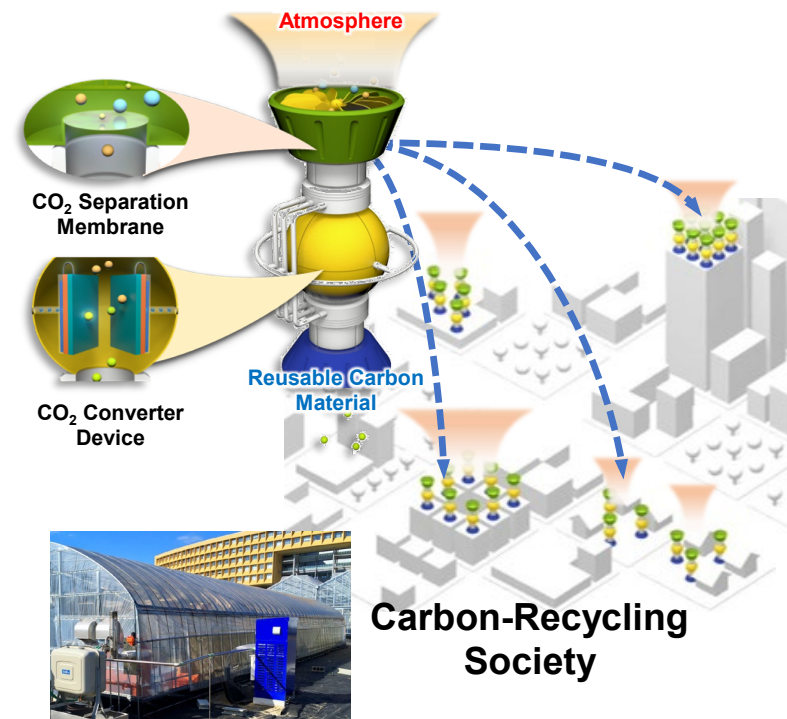 Atmosphere
CO₂ Separation
Membrane
CO₂ Converter
Device
Reusable Carbon
Material
Carbon-Recycling
Society